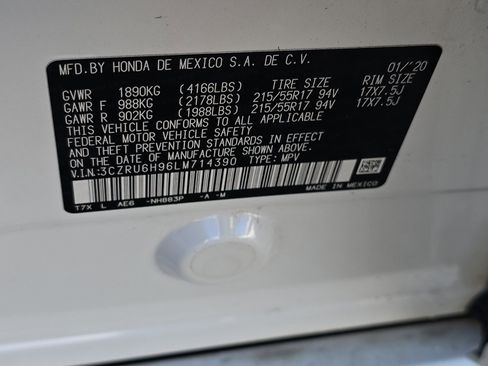 MFD.BY HONDA DE MEXICO S.A. DE C.V. 01/'20
GVWR 1890KG (4166LBS) TIRE SIZE RIM SIZE
GAWR F 988KG (2178LBS) 215/55R17 94V 17X7.5J
GAWR R 902KG (1988LBS) 215/55R17 94V 17X7.5J
THIS VEHICLE CONFORMS TO ALL APPLICABLE
FEDERAL MOTOR VEHICLE SAFETY
STANDARDS IN EFFECT ON THE DATE OF
MANUFACTURE SHOWN ABOVE.
V.I.N.:3CZRU6H96LM714390 TYPE: MPV
MADE IN MEXICO
T7X L AE6 -NH883P -A -M